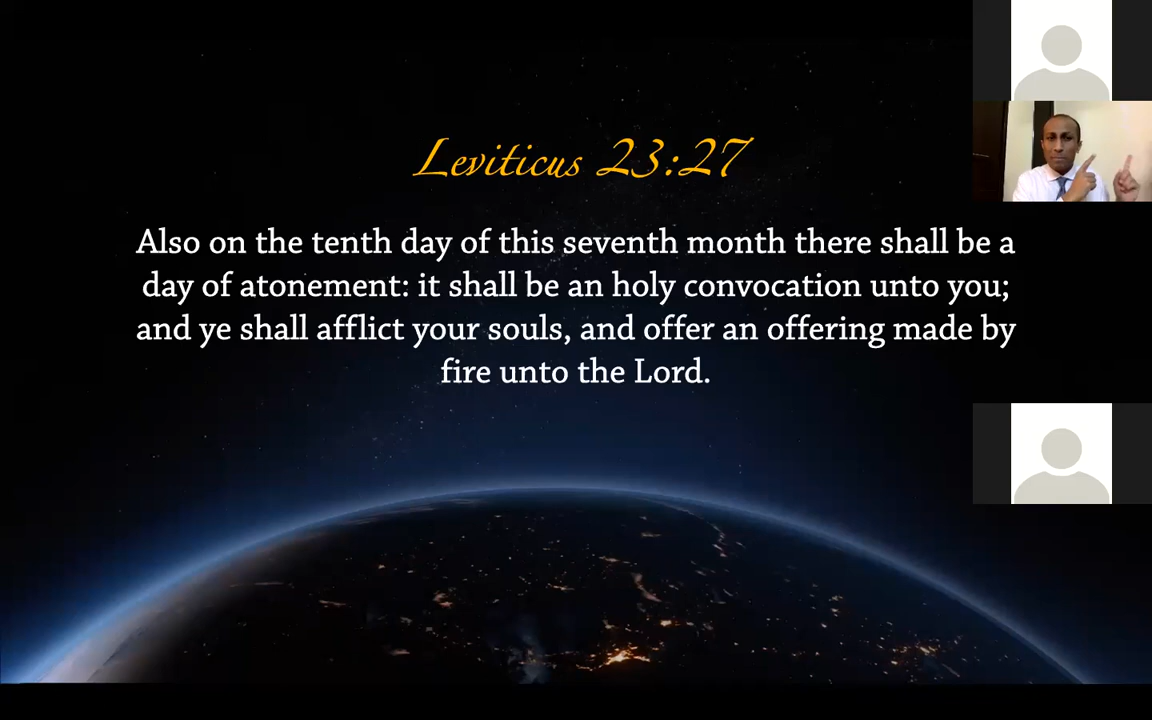 Leviticus 23:27
Also on the tenth day of this seventh month there shall be a
day of atonement: it shall be an holy convocation unto you;
and ye shall afflict your souls, and offer an offering made by
fire unto the Lord.